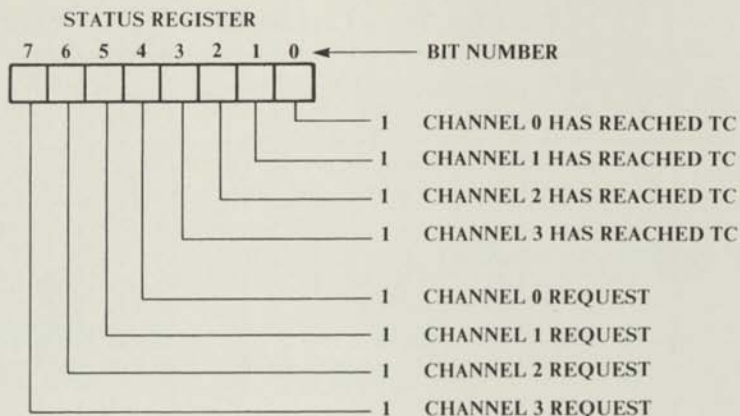 STATUS REGISTER
7 6 5 4 3 2 1 0 BIT NUMBER
1 CHANNEL 0 HAS REACHED TC
1 CHANNEL 1 HAS REACHED TC
1 CHANNEL 2 HAS REACHED TC
1 CHANNEL 3 HAS REACHED TC
1 CHANNEL 0 REQUEST
1 CHANNEL 1 REQUEST
1 CHANNEL 2 REQUEST
1 CHANNEL 3 REQUEST